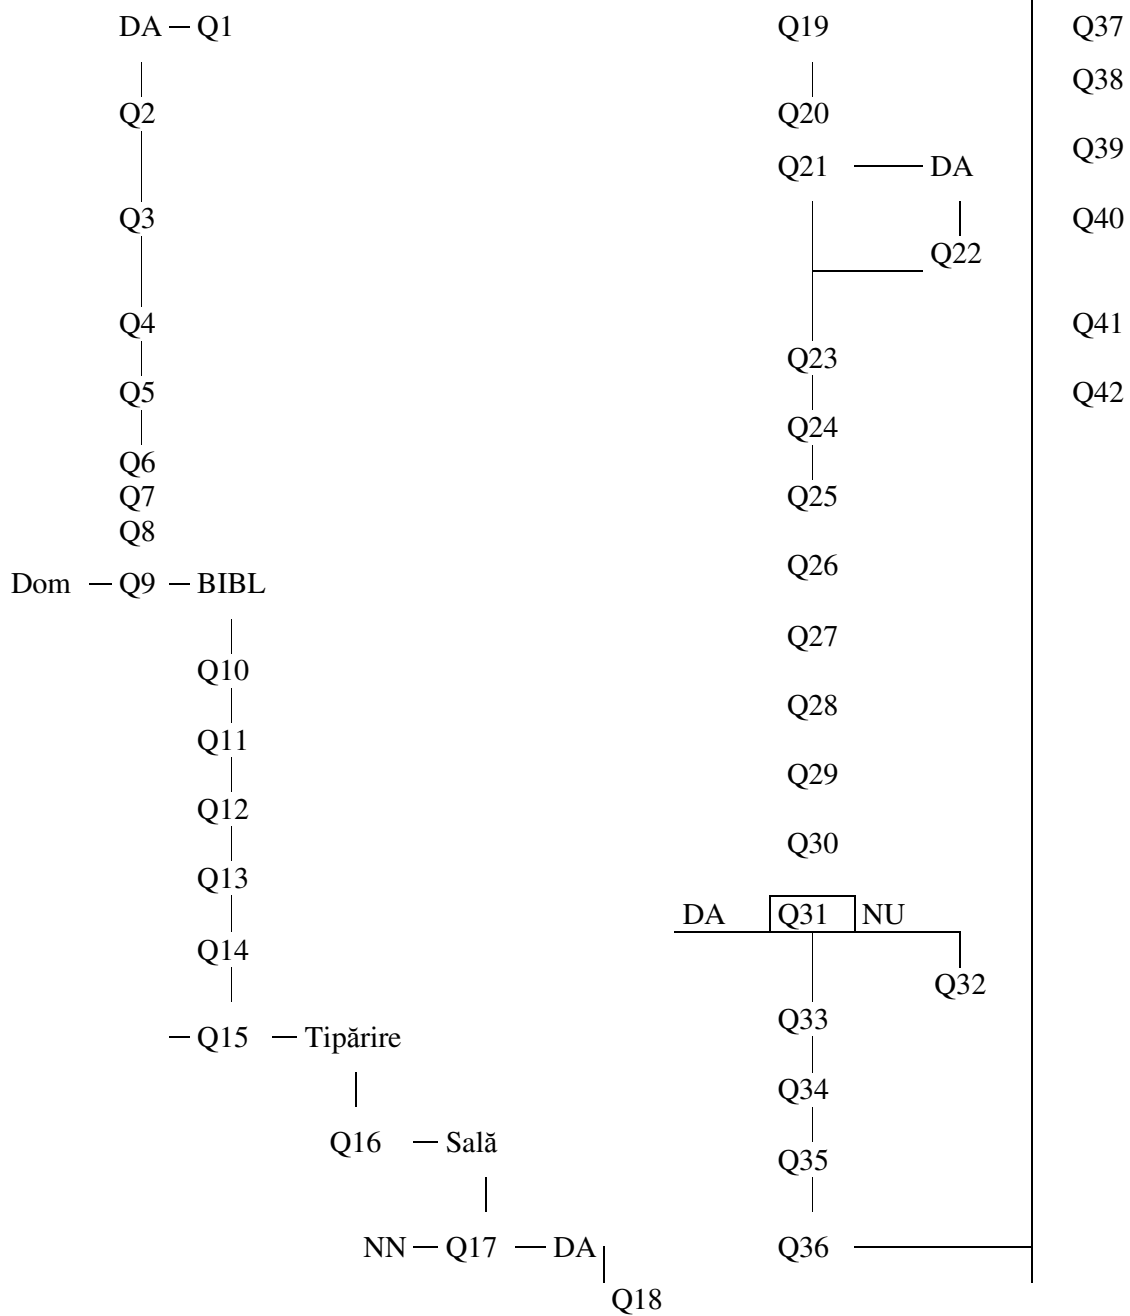 DA Q1
Q2
Q3
Q4
Q5
Q6
Q7
Q8
Dom Q9 BIBL
Q10
Q11
Q12
Q13
Q14
Q15 Tipărire
Q16 Sală
NN Q17 DA
Q18
Q19
Q20
Q21 DA
Q22
Q23
Q24
Q25
Q26
Q27
Q28
Q29
Q30
DA Q31 NU
Q32
Q33
Q34
Q35
Q36
Q37
Q38
Q39
Q40
Q41
Q42